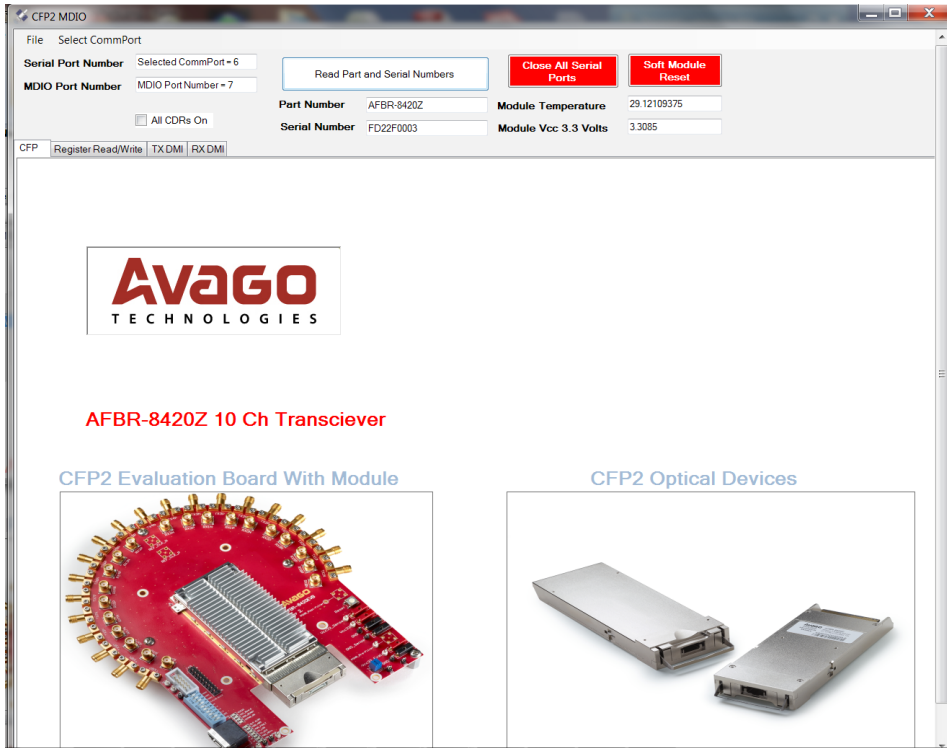 CFP2 MDIO
File Select CommPort
Serial Port Number Selected CommPort = 6
MDIO Port Number MDIO Port Number = 7
All CDRs On
Read Part and Serial Numbers
Part Number AFBR-8420Z
Serial Number FD22F0003
Close All Serial
Ports
Soft Module
Reset
Module Temperature 29.12109375
Module Vcc 3.3 Volts 3.3085
CFP Register Read/Write TX DMI RX DMI
AVAGO
TECHNOLOGIES
AFBR-8420Z 10 Ch Transciever
CFP2 Evaluation Board With Module
CFP2 Optical Devices
AVAGO
Avago